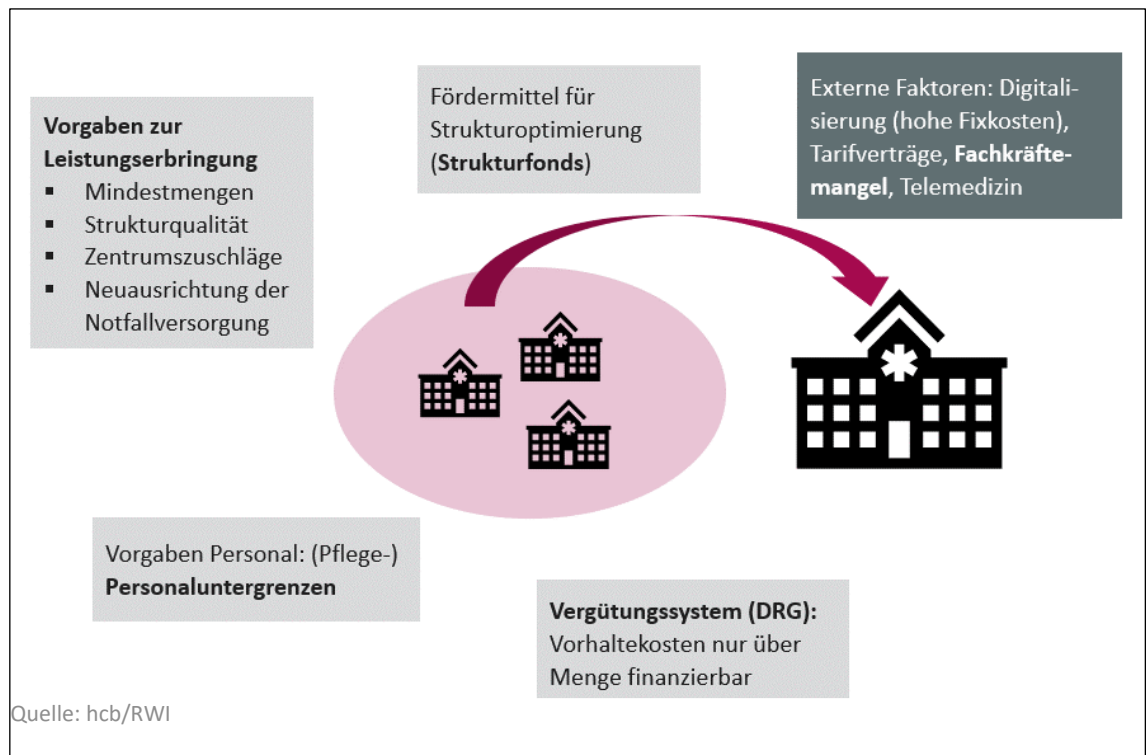 Vorgaben zur
Leistungserbringung
▪ Mindestmengen
▪ Strukturqualität
▪ Zentrumszuschläge
▪ Neuausrichtung der
Notfallversorgung
Fördermittel für
Strukturoptimierung
(Strukturfonds)
Externe Faktoren: Digitali-
sierung (hohe Fixkosten),
Tarifverträge, Fachkräfte-
mangel, Telemedizin
Vorgaben Personal: (Pflege-)
Personaluntergrenzen
Vergütungssystem (DRG):
Vorhaltekosten nur über
Menge finanzierbar
Quelle: hcb/RWI